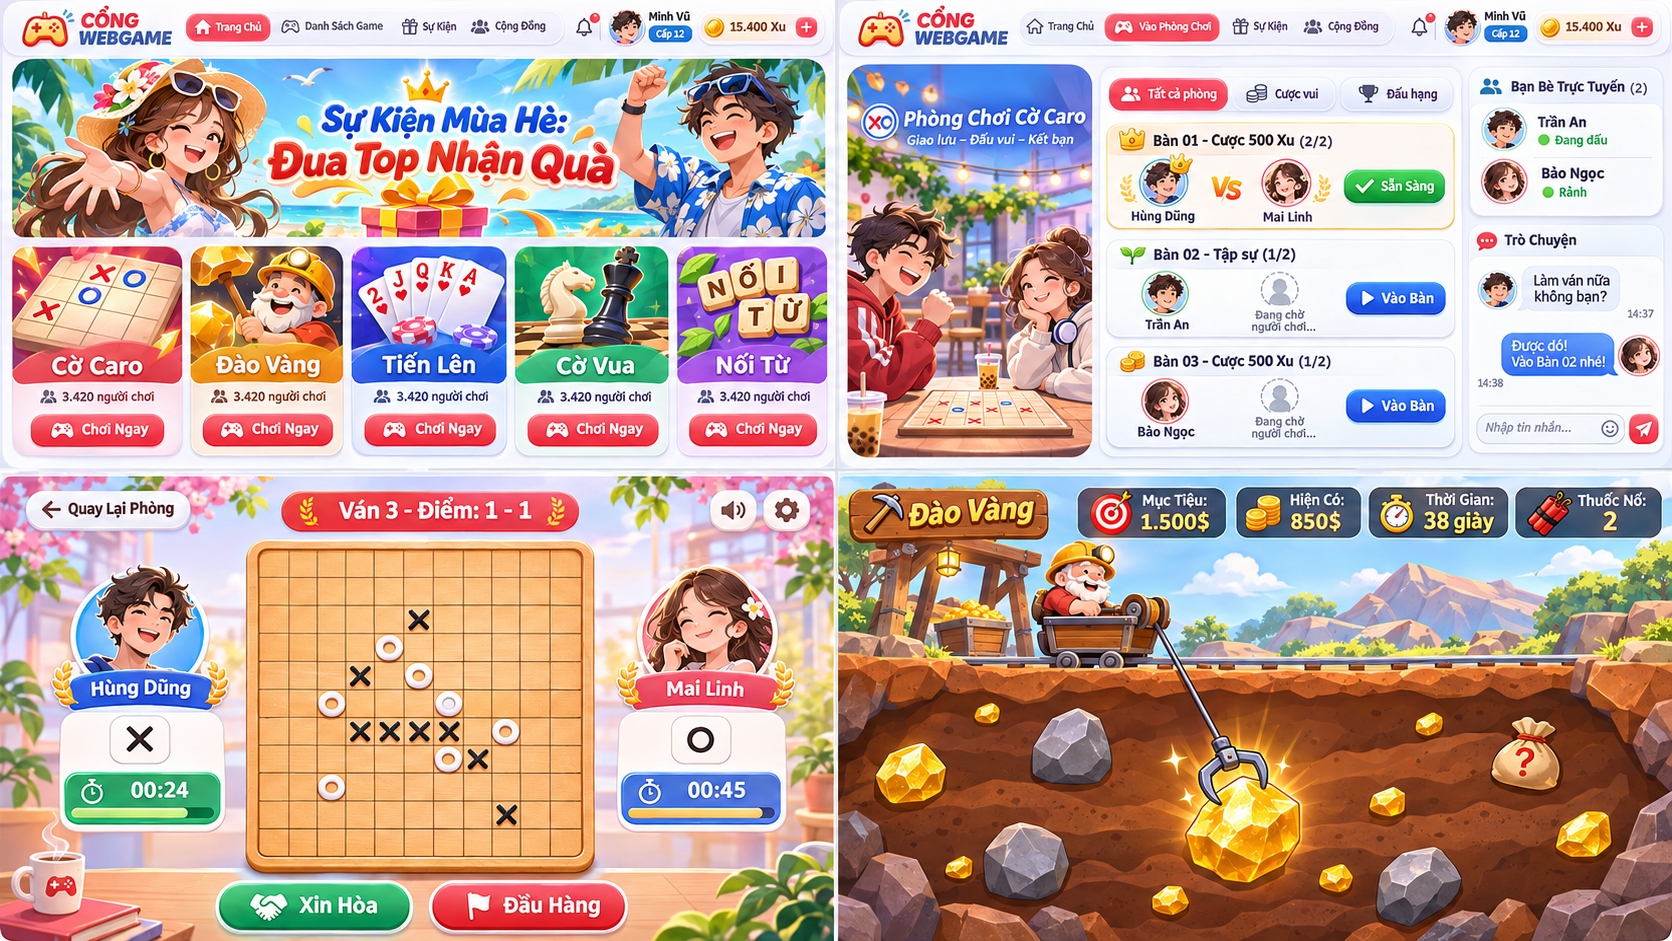 CỔNG
WEBGAME
Trang Chủ
Danh Sách Game
Sự Kiện
Cộng Đồng
Minh Vũ
Cấp 12
15.400 Xu
Sự Kiện Mùa Hè:
Đua Top Nhận Quà
Cờ Caro
3.420 người chơi
Chơi Ngay
Đào Vàng
3.420 người chơi
Chơi Ngay
2 J Q K A
Tiến Lên
3.420 người chơi
Chơi Ngay
Cờ Vua
3.420 người chơi
Chơi Ngay
NỐI
TỪ
Nối Từ
3.420 người chơi
Chơi Ngay
CỔNG
WEBGAME
Trang Chủ
Vào Phòng Chơi
Sự Kiện
Cộng Đồng
Minh Vũ
Cấp 12
15.400 Xu
XO
Phòng Chơi Cờ Caro
Giao lưu – Đấu vui – Kết bạn
Tất cả phòng
Cược vui
Đấu hạng
Bàn 01 - Cược 500 Xu (2/2)
Hùng Dũng
VS
Mai Linh
Sẵn Sàng
Bàn 02 - Tập sự (1/2)
Trần An
Đang chờ
người chơi...
Vào Bàn
Bàn 03 - Cược 500 Xu (1/2)
Bảo Ngọc
Đang chờ
người chơi...
Vào Bàn
Bạn Bè Trực Tuyến (2)
Trần An
Đang đấu
Bảo Ngọc
Rảnh
Trò Chuyện
Làm ván nữa
không bạn?
14:37
Được dó!
Vào Bàn 02 nhé!
14:38
Nhập tin nhắn...
Quay Lại Phòng
Ván 3 - Điểm: 1 - 1
Hùng Dũng
X
00:24
Mai Linh
O
00:45
Xin Hòa
Đầu Hàng
Đào Vàng
Mục Tiêu:
1.500$
Hiện Có:
850$
Thời Gian:
38 giày
Thuốc Nổ:
2
?